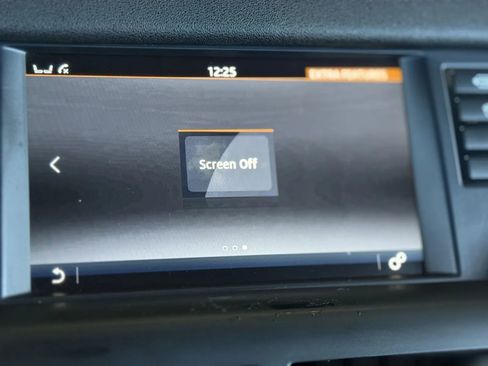 12:25
EXTRA FEATURES
Screen Off